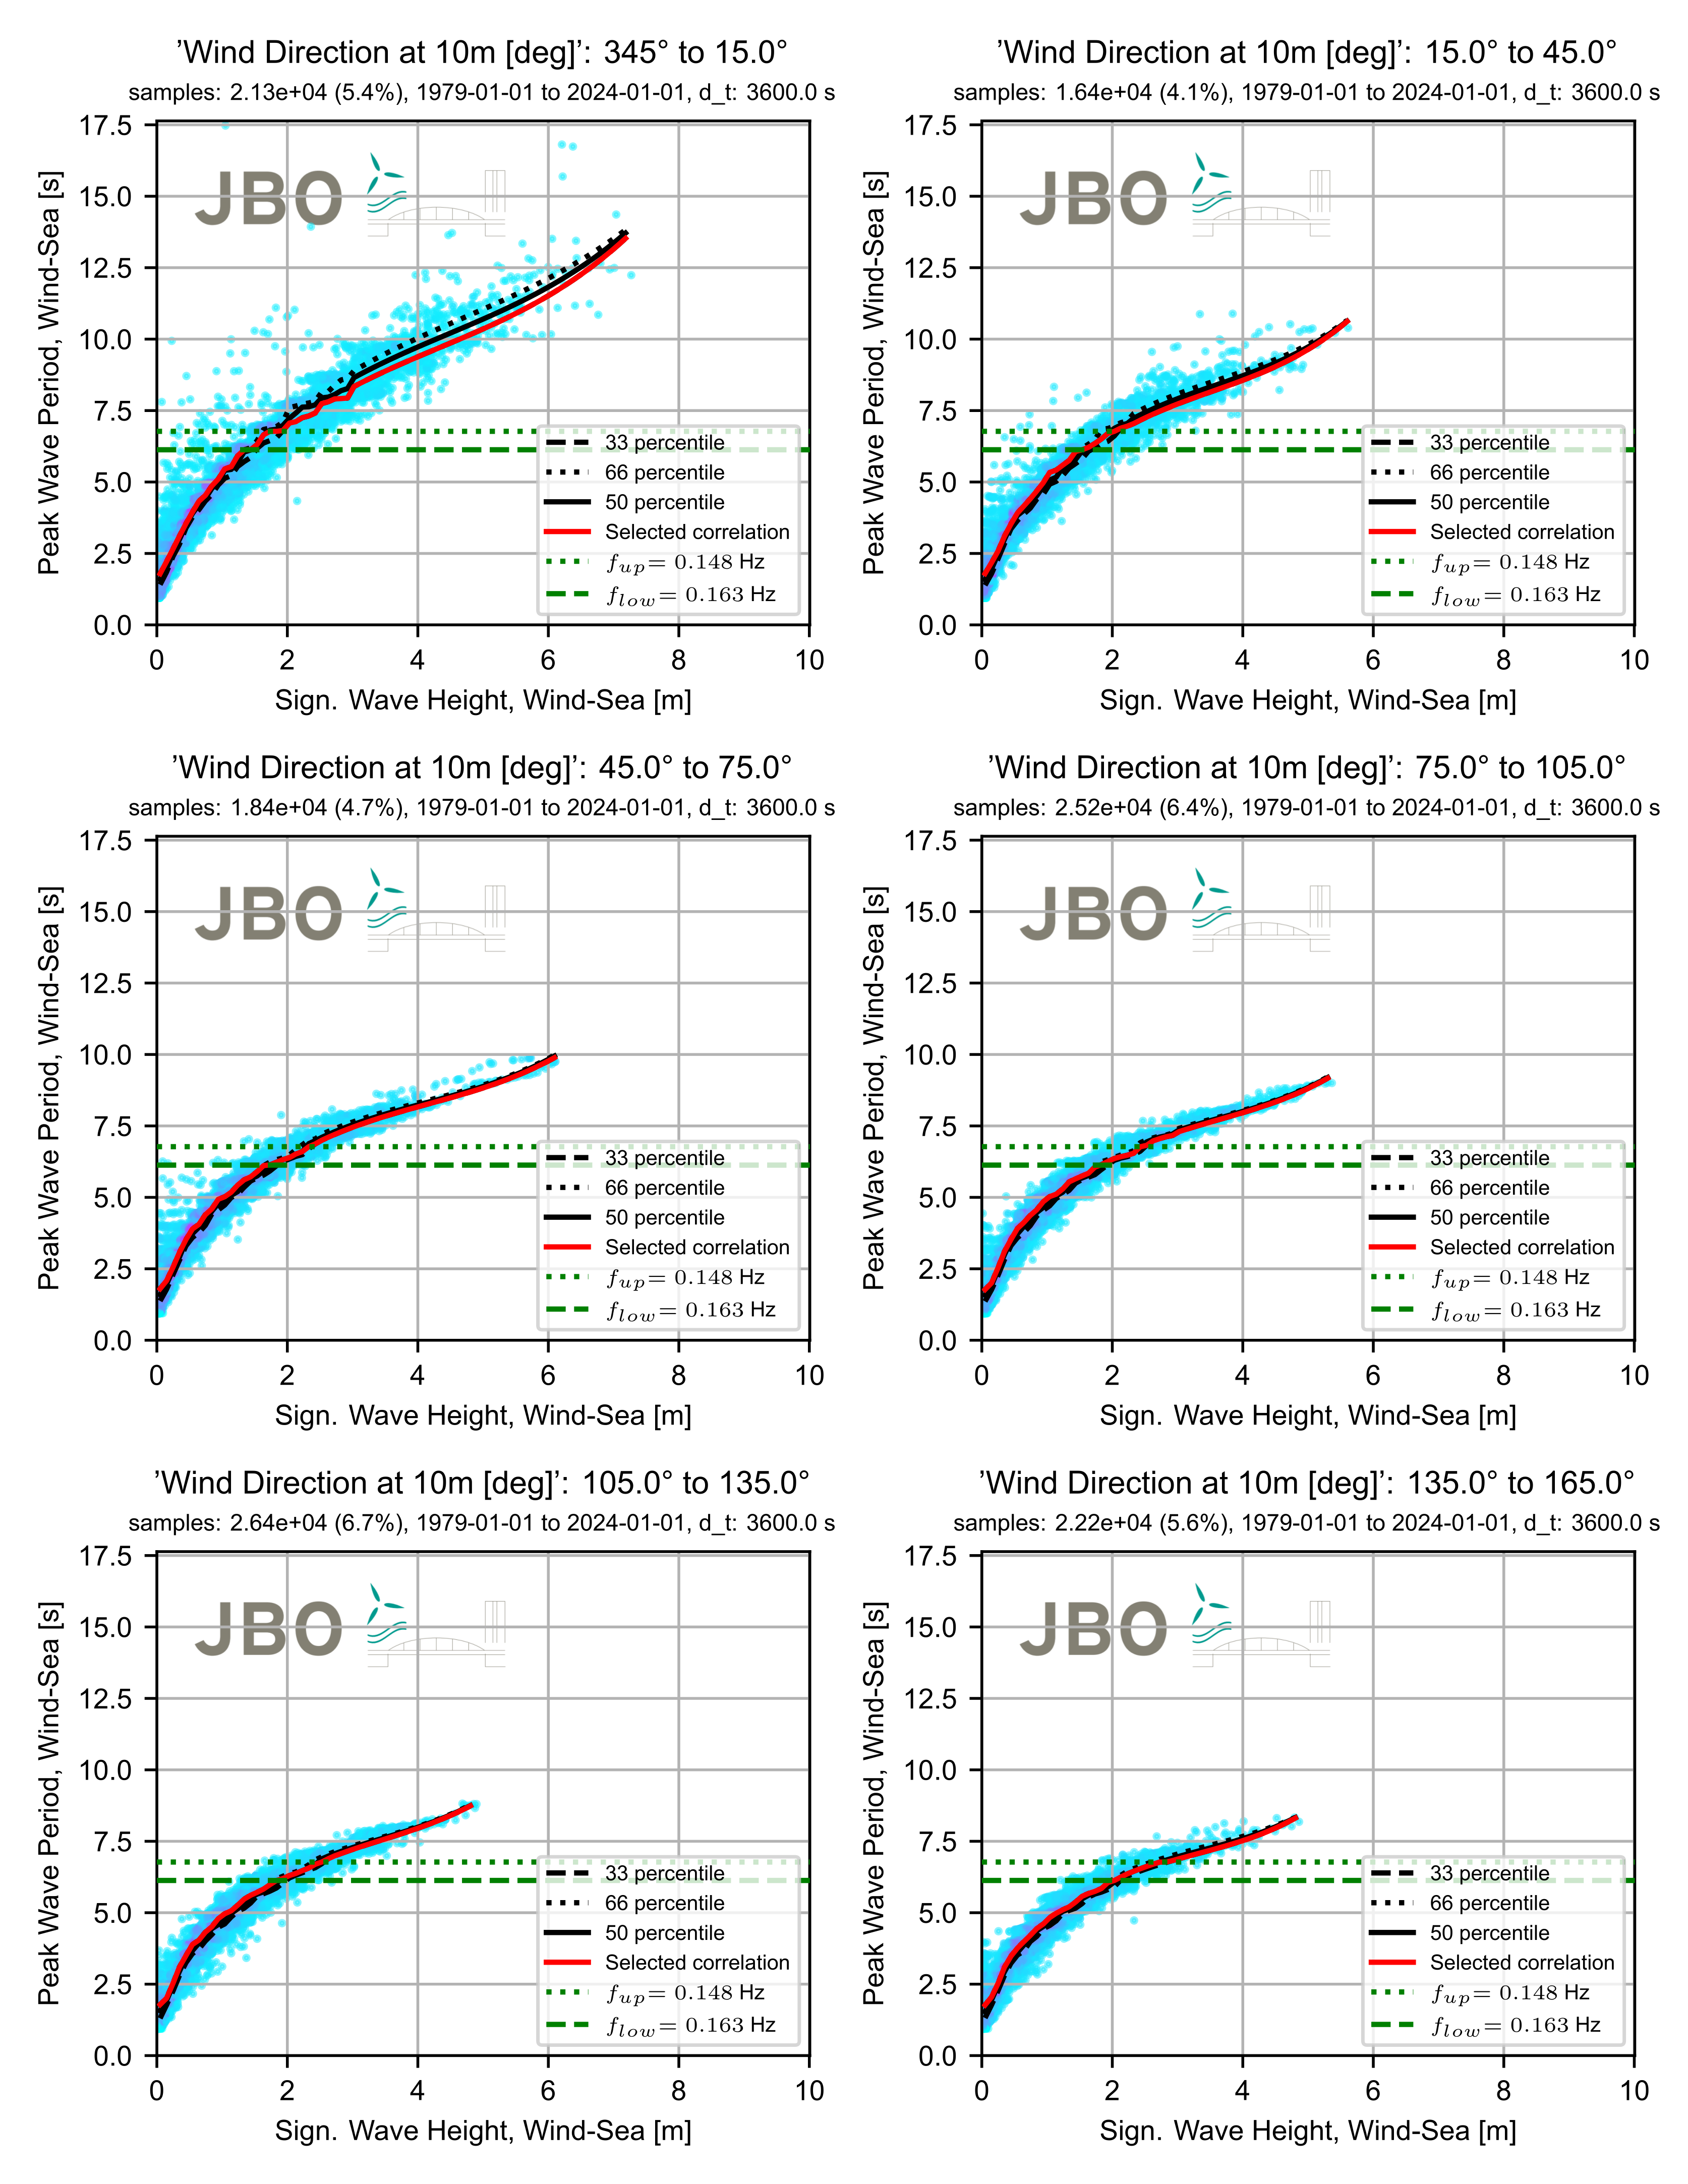 ’Wind Direction at 10m [deg]’: 345° to 15.0°
samples: 2.13e+04 (5.4%), 1979-01-01 to 2024-01-01, d_t: 3600.0 s
JBO
17.5
15.0
12.5
10.0
7.5
5.0
2.5
0.0
Peak Wave Period, Wind-Sea [s]
33 percentile
66 percentile
50 percentile
Selected correlation
f_up = 0.148 Hz
f_low = 0.163 Hz
0 2 4 6 8 10
Sign. Wave Height, Wind-Sea [m]
’Wind Direction at 10m [deg]’: 15.0° to 45.0°
samples: 1.64e+04 (4.1%), 1979-01-01 to 2024-01-01, d_t: 3600.0 s
JBO
17.5
15.0
12.5
10.0
7.5
5.0
2.5
0.0
Peak Wave Period, Wind-Sea [s]
33 percentile
66 percentile
50 percentile
Selected correlation
f_up = 0.148 Hz
f_low = 0.163 Hz
0 2 4 6 8 10
Sign. Wave Height, Wind-Sea [m]
’Wind Direction at 10m [deg]’: 45.0° to 75.0°
samples: 1.84e+04 (4.7%), 1979-01-01 to 2024-01-01, d_t: 3600.0 s
JBO
17.5
15.0
12.5
10.0
7.5
5.0
2.5
0.0
Peak Wave Period, Wind-Sea [s]
33 percentile
66 percentile
50 percentile
Selected correlation
f_up = 0.148 Hz
f_low = 0.163 Hz
0 2 4 6 8 10
Sign. Wave Height, Wind-Sea [m]
’Wind Direction at 10m [deg]’: 75.0° to 105.0°
samples: 2.52e+04 (6.4%), 1979-01-01 to 2024-01-01, d_t: 3600.0 s
JBO
17.5
15.0
12.5
10.0
7.5
5.0
2.5
0.0
Peak Wave Period, Wind-Sea [s]
33 percentile
66 percentile
50 percentile
Selected correlation
f_up = 0.148 Hz
f_low = 0.163 Hz
0 2 4 6 8 10
Sign. Wave Height, Wind-Sea [m]
’Wind Direction at 10m [deg]’: 105.0° to 135.0°
samples: 2.64e+04 (6.7%), 1979-01-01 to 2024-01-01, d_t: 3600.0 s
JBO
17.5
15.0
12.5
10.0
7.5
5.0
2.5
0.0
Peak Wave Period, Wind-Sea [s]
33 percentile
66 percentile
50 percentile
Selected correlation
f_up = 0.148 Hz
f_low = 0.163 Hz
0 2 4 6 8 10
Sign. Wave Height, Wind-Sea [m]
’Wind Direction at 10m [deg]’: 135.0° to 165.0°
samples: 2.22e+04 (5.6%), 1979-01-01 to 2024-01-01, d_t: 3600.0 s
JBO
17.5
15.0
12.5
10.0
7.5
5.0
2.5
0.0
Peak Wave Period, Wind-Sea [s]
33 percentile
66 percentile
50 percentile
Selected correlation
f_up = 0.148 Hz
f_low = 0.163 Hz
0 2 4 6 8 10
Sign. Wave Height, Wind-Sea [m]